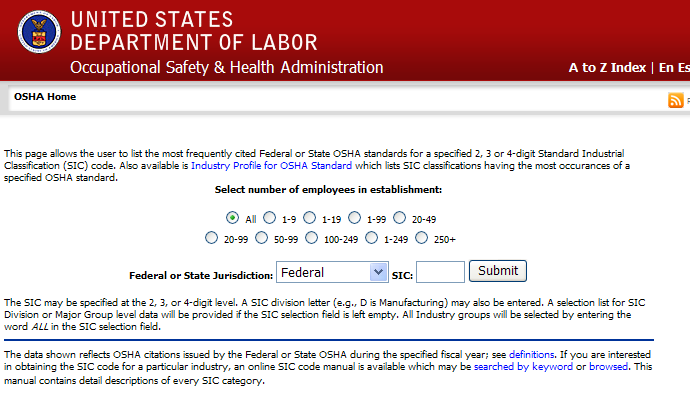 UNITED STATES
DEPARTMENT OF LABOR
Occupational Safety & Health Administration
A to Z Index | En Es
OSHA Home
This page allows the user to list the most frequently cited Federal or State OSHA standards for a specified 2, 3 or 4-digit Standard Industrial
Classification (SIC) code. Also available is Industry Profile for OSHA Standard which lists SIC classifications having the most occurances of a
specified OSHA standard.
Select number of employees in establishment:
All 1-9 1-19 1-99 20-49
20-99 50-99 100-249 1-249 250+
Federal or State Jurisdiction: Federal SIC: Submit
The SIC may be specified at the 2, 3, or 4-digit level. A SIC division letter (e.g., D is Manufacturing) may also be entered. A selection list for SIC
Division or Major Group level data will be provided if the SIC selection field is left empty. All Industry groups will be selected by entering the
word ALL in the SIC selection field.
The data shown reflects OSHA citations issued by the Federal or State OSHA during the specified fiscal year; see definitions. If you are interested
in obtaining the SIC code for a particular industry, an online SIC code manual is available which may be searched by keyword or browsed. This
manual contains detail descriptions of every SIC category.